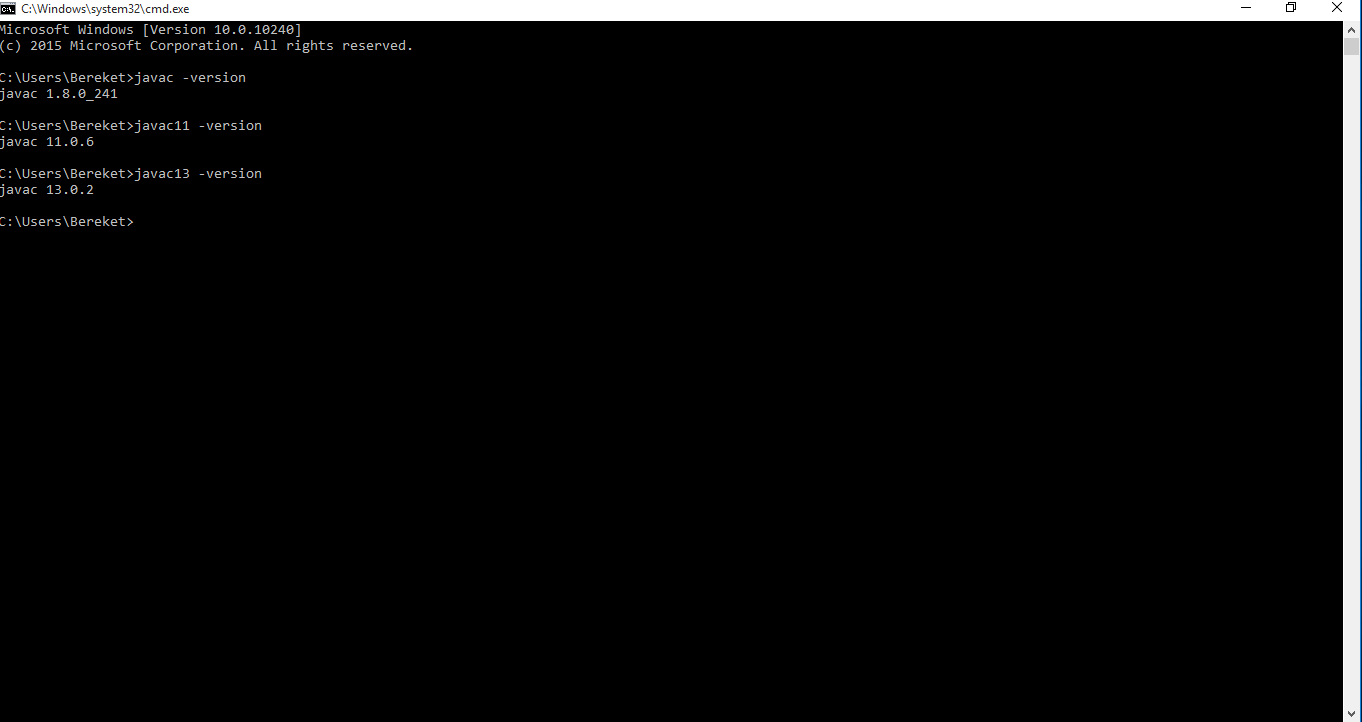 C:\Windows\system32\cmd.exe
Microsoft Windows [Version 10.0.10240]
(c) 2015 Microsoft Corporation. All rights reserved.
C:\Users\Bereket>javac -version
javac 1.8.0_241
C:\Users\Bereket>javac11 -version
javac 11.0.6
C:\Users\Bereket>javac13 -version
javac 13.0.2
C:\Users\Bereket>